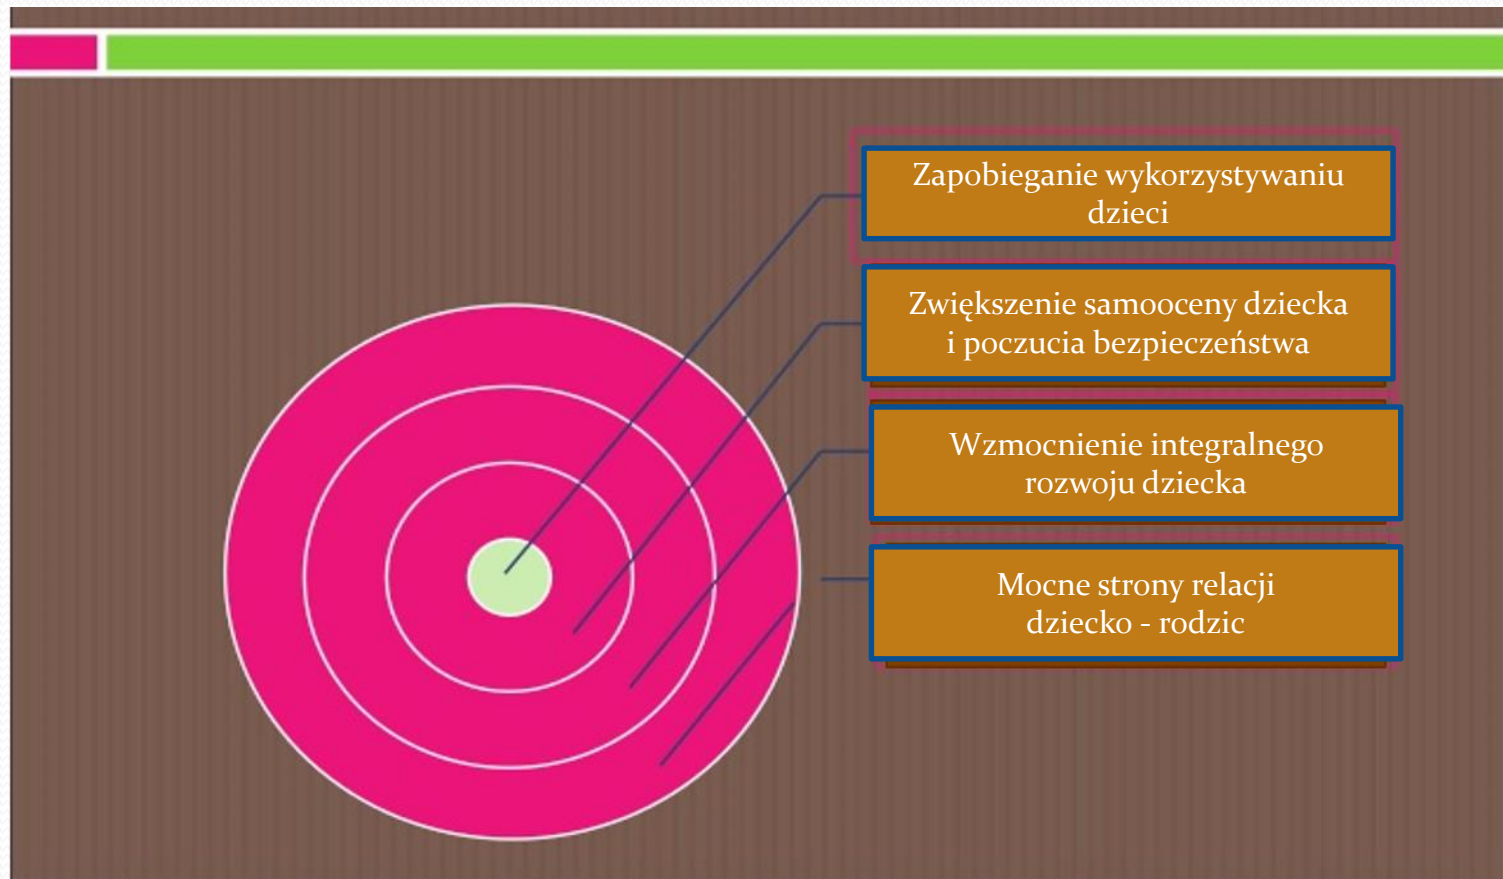 Zapobieganie wykorzystywaniu
dzieci
Zwiększenie samooceny dziecka
i poczucia bezpieczeństwa
Wzmocnienie integralnego
rozwoju dziecka
Mocne strony relacji
dziecko - rodzic